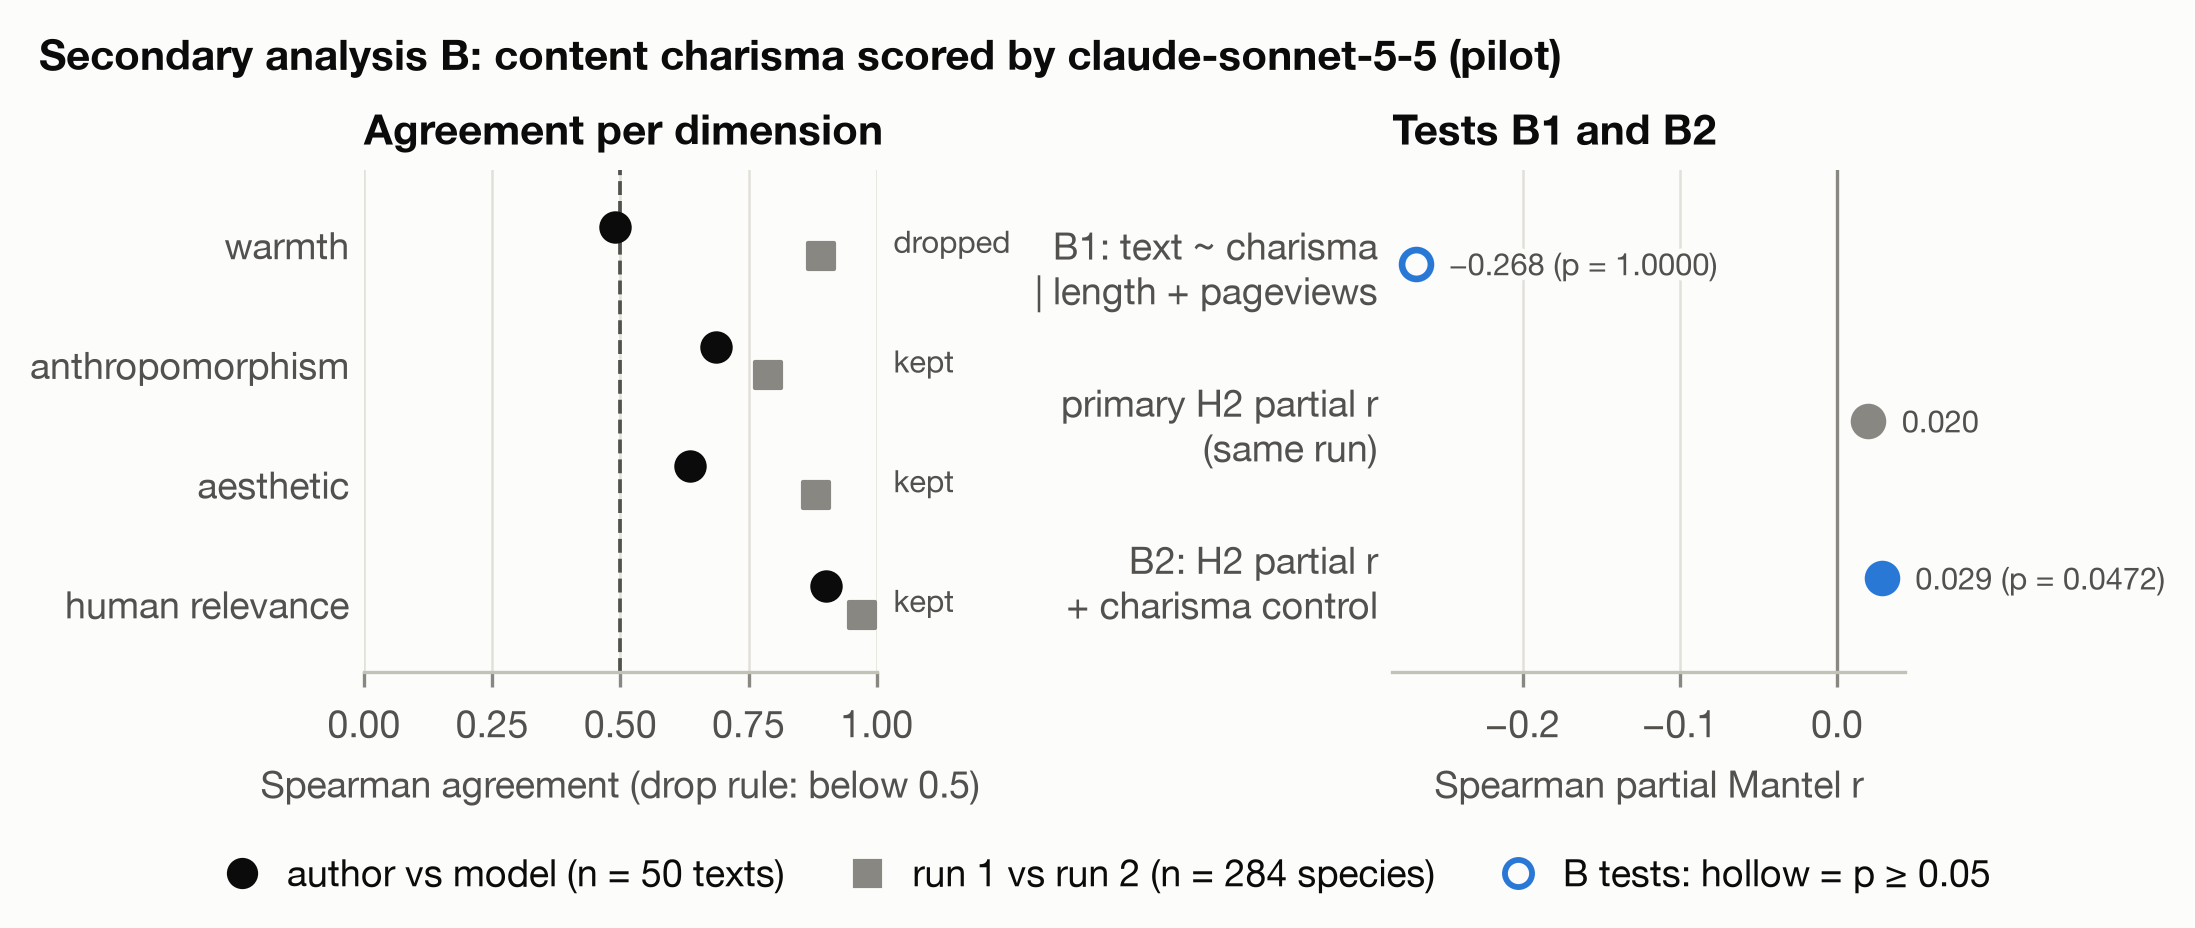 Secondary analysis B: content charisma scored by claude-sonnet-5-5 (pilot)
Agreement per dimension
warmth
dropped
anthropomorphism
kept
aesthetic
kept
human relevance
kept
0.00 0.25 0.50 0.75 1.00
Spearman agreement (drop rule: below 0.5)
Tests B1 and B2
B1: text ~ charisma
| length + pageviews
−0.268 (p = 1.0000)
primary H2 partial r
(same run)
0.020
B2: H2 partial r
+ charisma control
0.029 (p = 0.0472)
−0.2 −0.1 0.0
Spearman partial Mantel r
author vs model (n = 50 texts)
run 1 vs run 2 (n = 284 species)
B tests: hollow = p ≥ 0.05